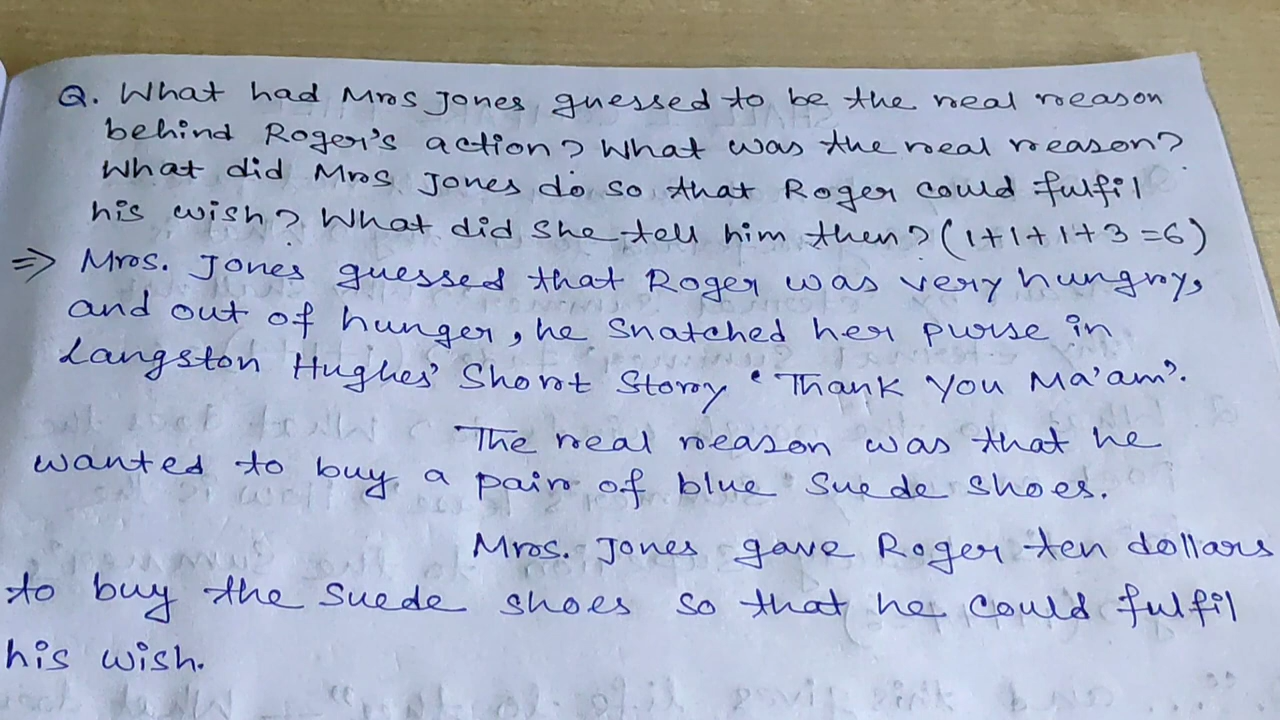 Q. What had Mrs Jones guessed to be the real reason
behind Roger's action? What was the real reason?
What did Mrs. Jones do so that Roger could fulfil
his wish? What did she tell him then? (1+1+1+3=6)
⇒ Mrs. Jones guessed that Roger was very hungry,
and out of hunger, he snatched her purse in
Langston Hughes' Short Story 'Thank You Ma'am'.
The real reason was that he
wanted to buy a pair of blue Suede Shoes.
Mrs. Jones gave Roger ten dollars
to buy the Suede shoes so that he could fulfil
his wish.